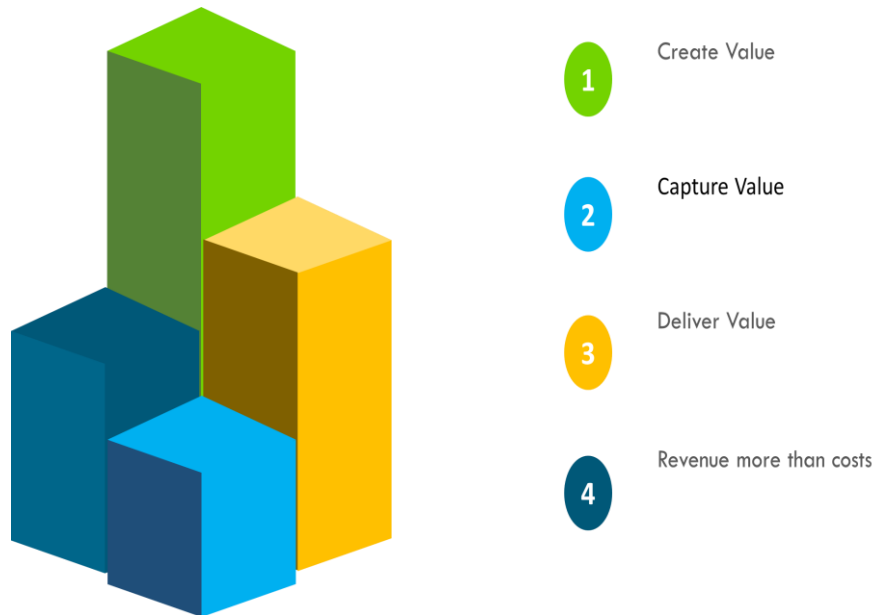 1
Create Value
2
Capture Value
3
Deliver Value
4
Revenue more than costs